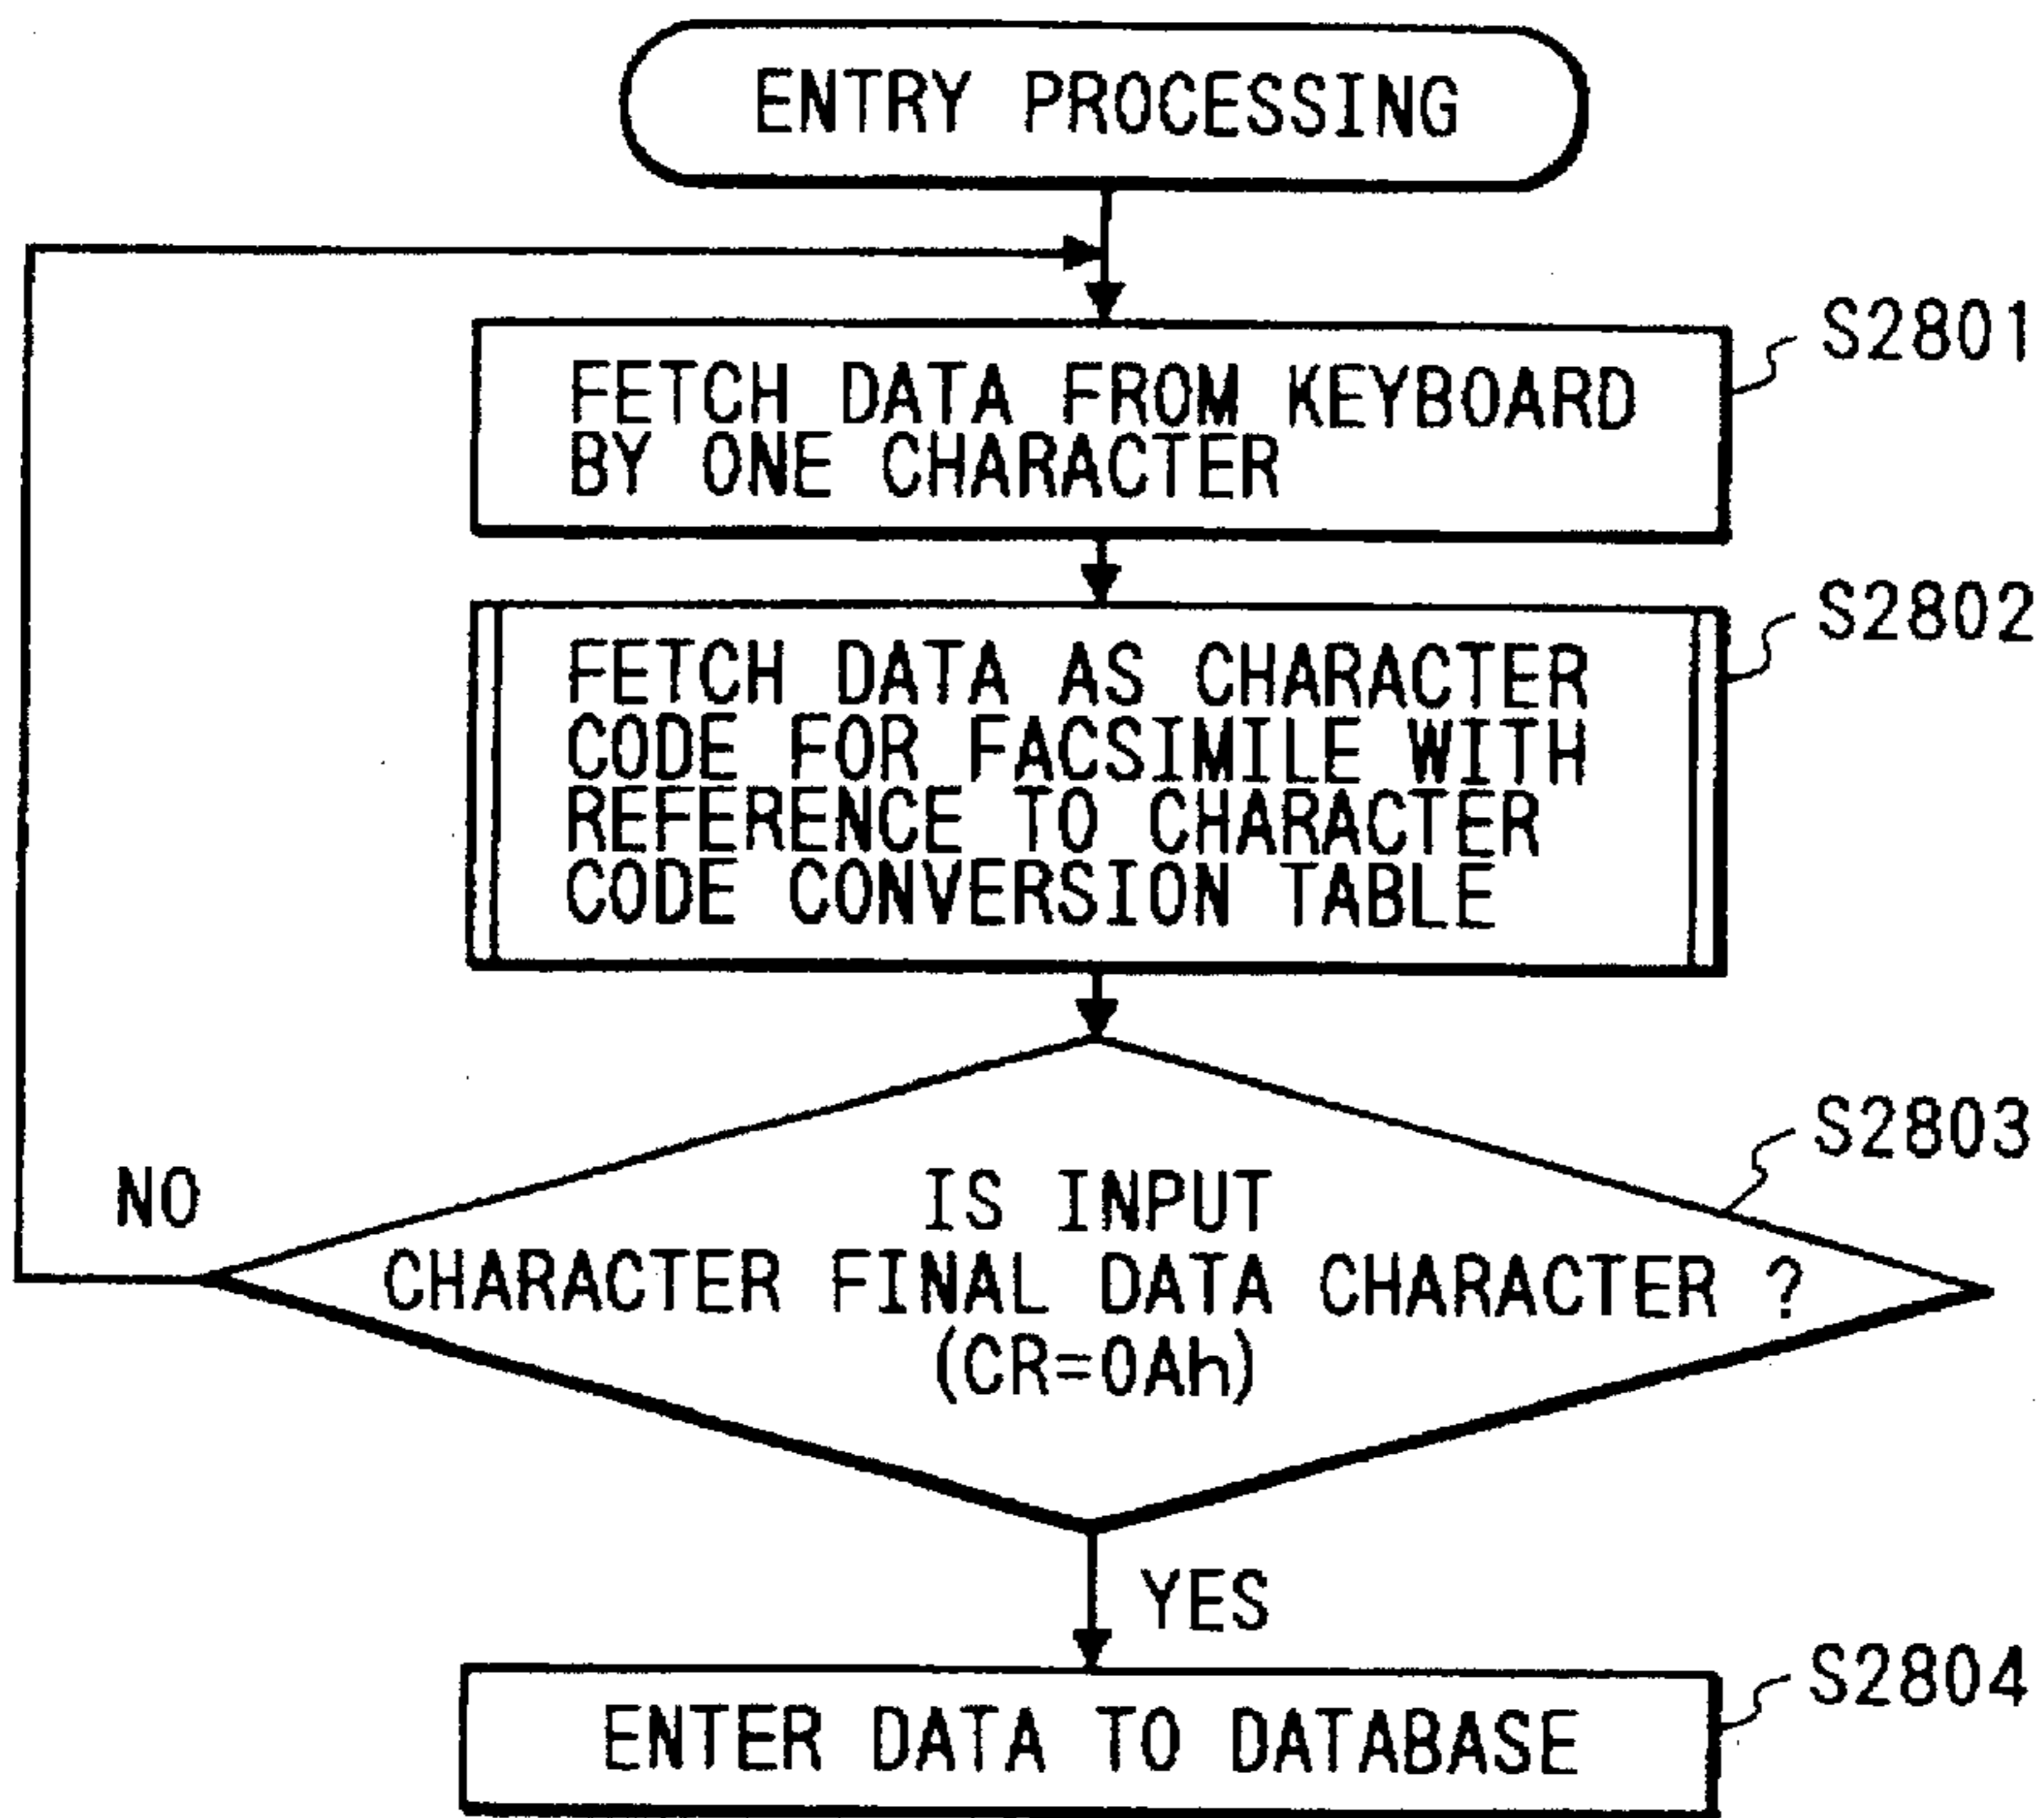 ENTRY PROCESSING
S2801
FETCH DATA FROM KEYBOARD
BY ONE CHARACTER
S2802
FETCH DATA AS CHARACTER
CODE FOR FACSIMILE WITH
REFERENCE TO CHARACTER
CODE CONVERSION TABLE
S2803
NO
IS INPUT
CHARACTER FINAL DATA CHARACTER ?
(CR=0Ah)
YES
S2804
ENTER DATA TO DATABASE